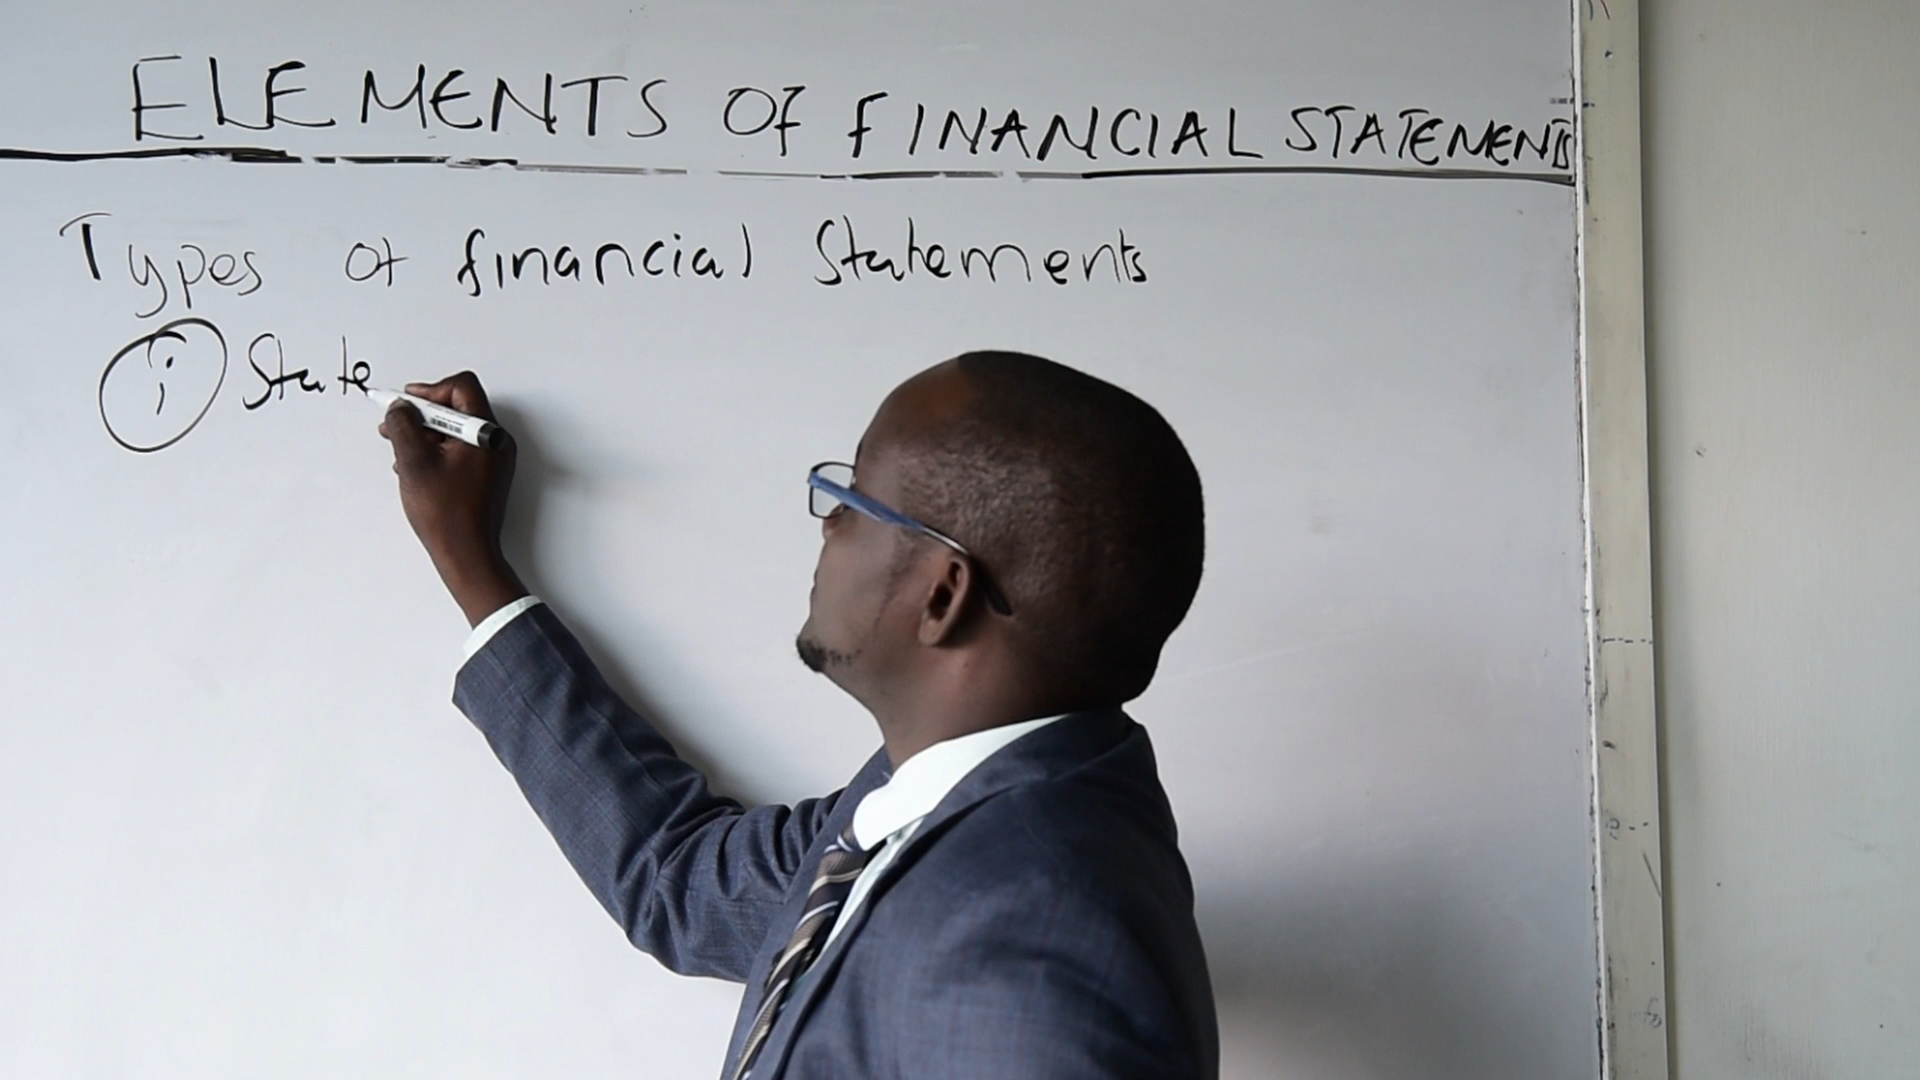 ELEMENTS Of fINANCIAL STATEMENTS
Types of financial Statements
i State